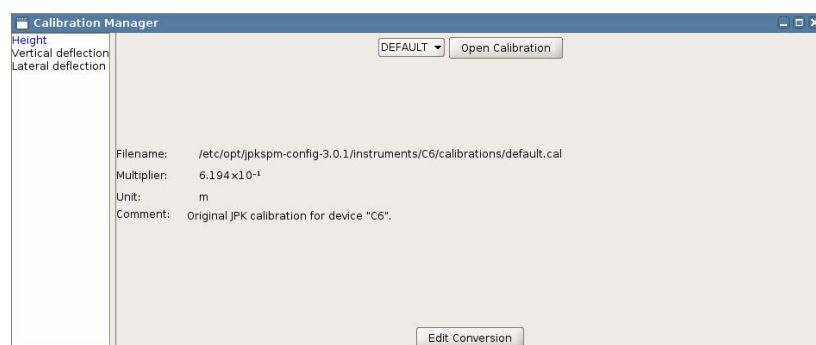 Calibration Manager
Height
Vertical deflection
Lateral deflection
DEFAULT
Open Calibration
Filename: /etc/opt/jpkspm-config-3.0.1/instruments/C6/calibrations/default.cal
Multiplier: 6.194×10⁻¹
Unit: m
Comment: Original JPK calibration for device "C6".
Edit Conversion